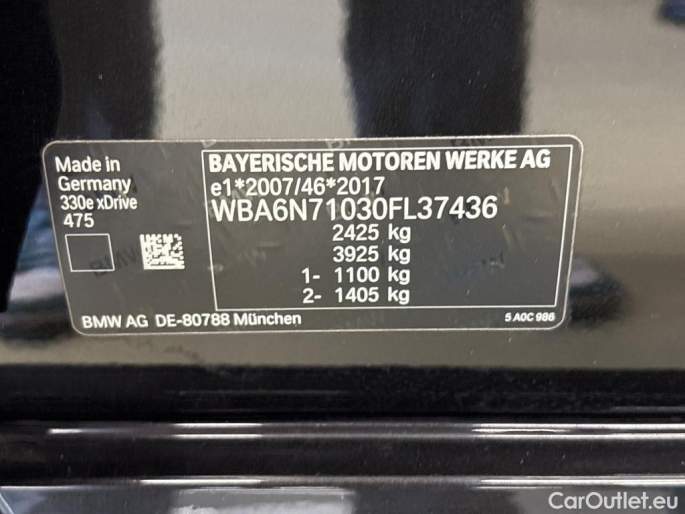 Made in
Germany
330e xDrive
475
BAYERISCHE MOTOREN WERKE AG
e1*2007/46*2017
WBA6N71030FL37436
2425 kg
3925 kg
1- 1100 kg
2- 1405 kg
BMW AG DE-80788 München
5 A0C 986
CarOutlet.eu